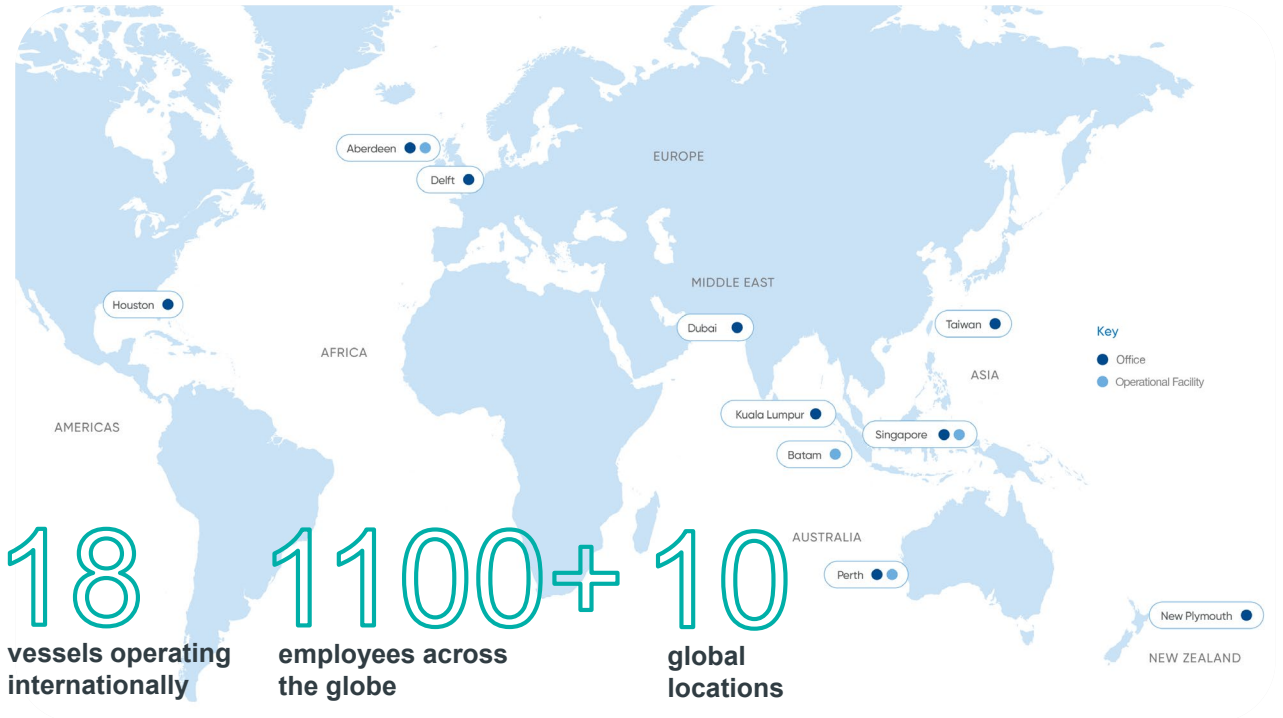 Aberdeen
EUROPE
Delft
MIDDLE EAST
Houston
Dubai
Taiwan
Key
Office
Operational Facility
AFRICA
ASIA
AMERICAS
Kuala Lumpur
Singapore
Batam
AUSTRALIA
Perth
New Plymouth
NEW ZEALAND
18
vessels operating
internationally
1100+
employees across
the globe
10
global
locations